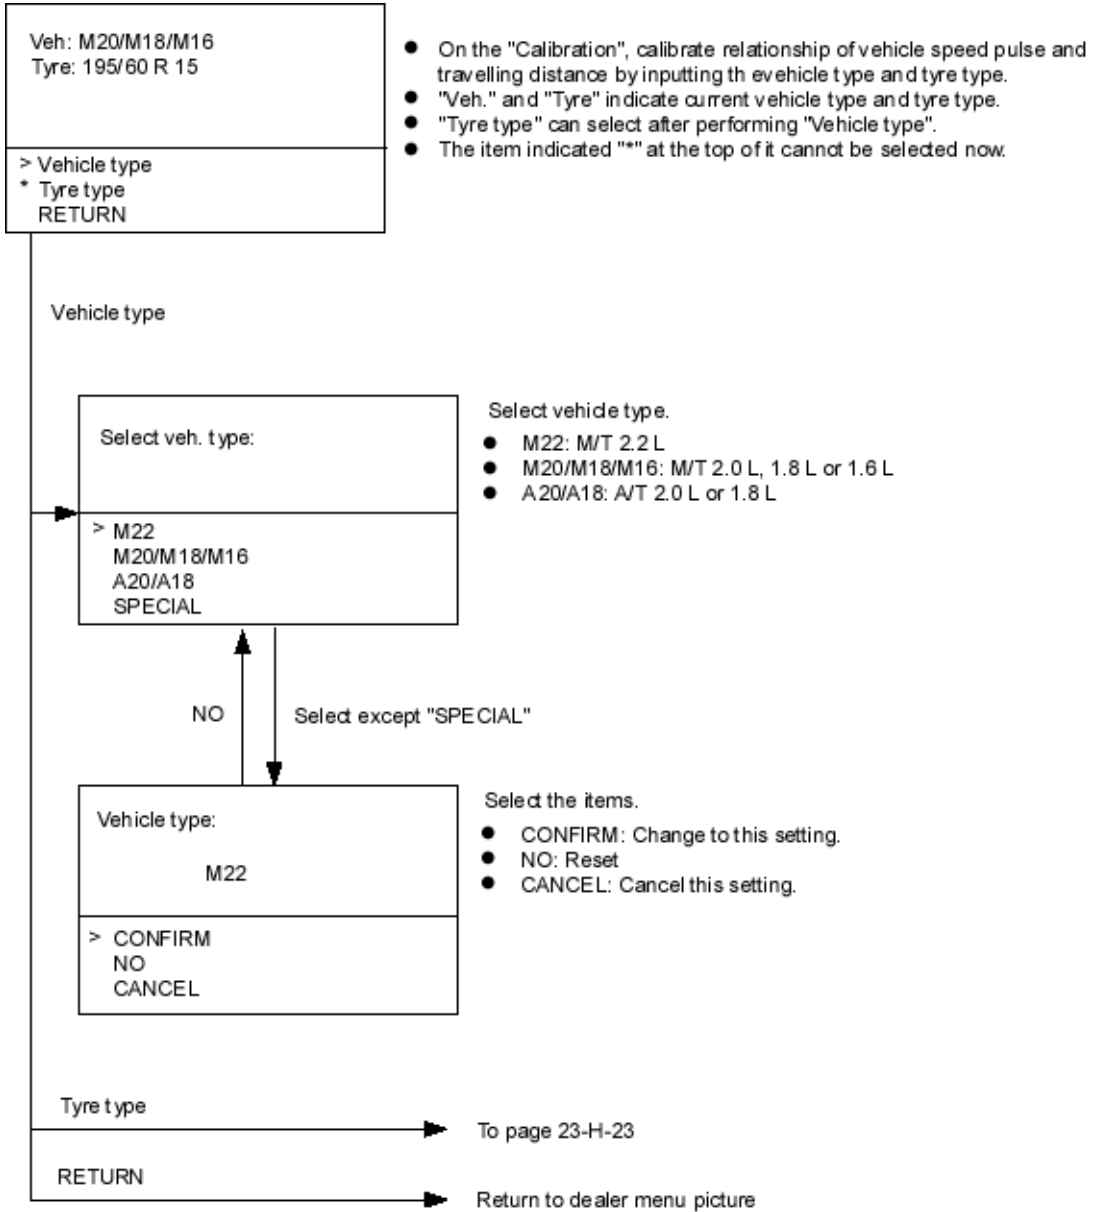 Veh: M20/M18/M16
Tyre: 195/60 R 15
> Vehicle type
* Tyre type
RETURN
● On the "Calibration", calibrate relationship of vehicle speed pulse and
travelling distance by inputting th evehicle type and tyre type.
● "Veh." and "Tyre" indicate current vehicle type and tyre type.
● "Tyre type" can select after performing "Vehicle type".
● The item indicated "*" at the top of it cannot be selected now.
Vehicle type
Select veh. type:
> M22
M20/M18/M16
A20/A18
SPECIAL
Select vehicle type.
● M22: M/T 2.2 L
● M20/M18/M16: M/T 2.0 L, 1.8 L or 1.6 L
● A20/A18: A/T 2.0 L or 1.8 L
NO
Select except "SPECIAL"
Vehicle type:
M22
> CONFIRM
NO
CANCEL
Select the items.
● CONFIRM: Change to this setting.
● NO: Reset
● CANCEL: Cancel this setting.
Tyre type
To page 23-H-23
RETURN
Return to dealer menu picture